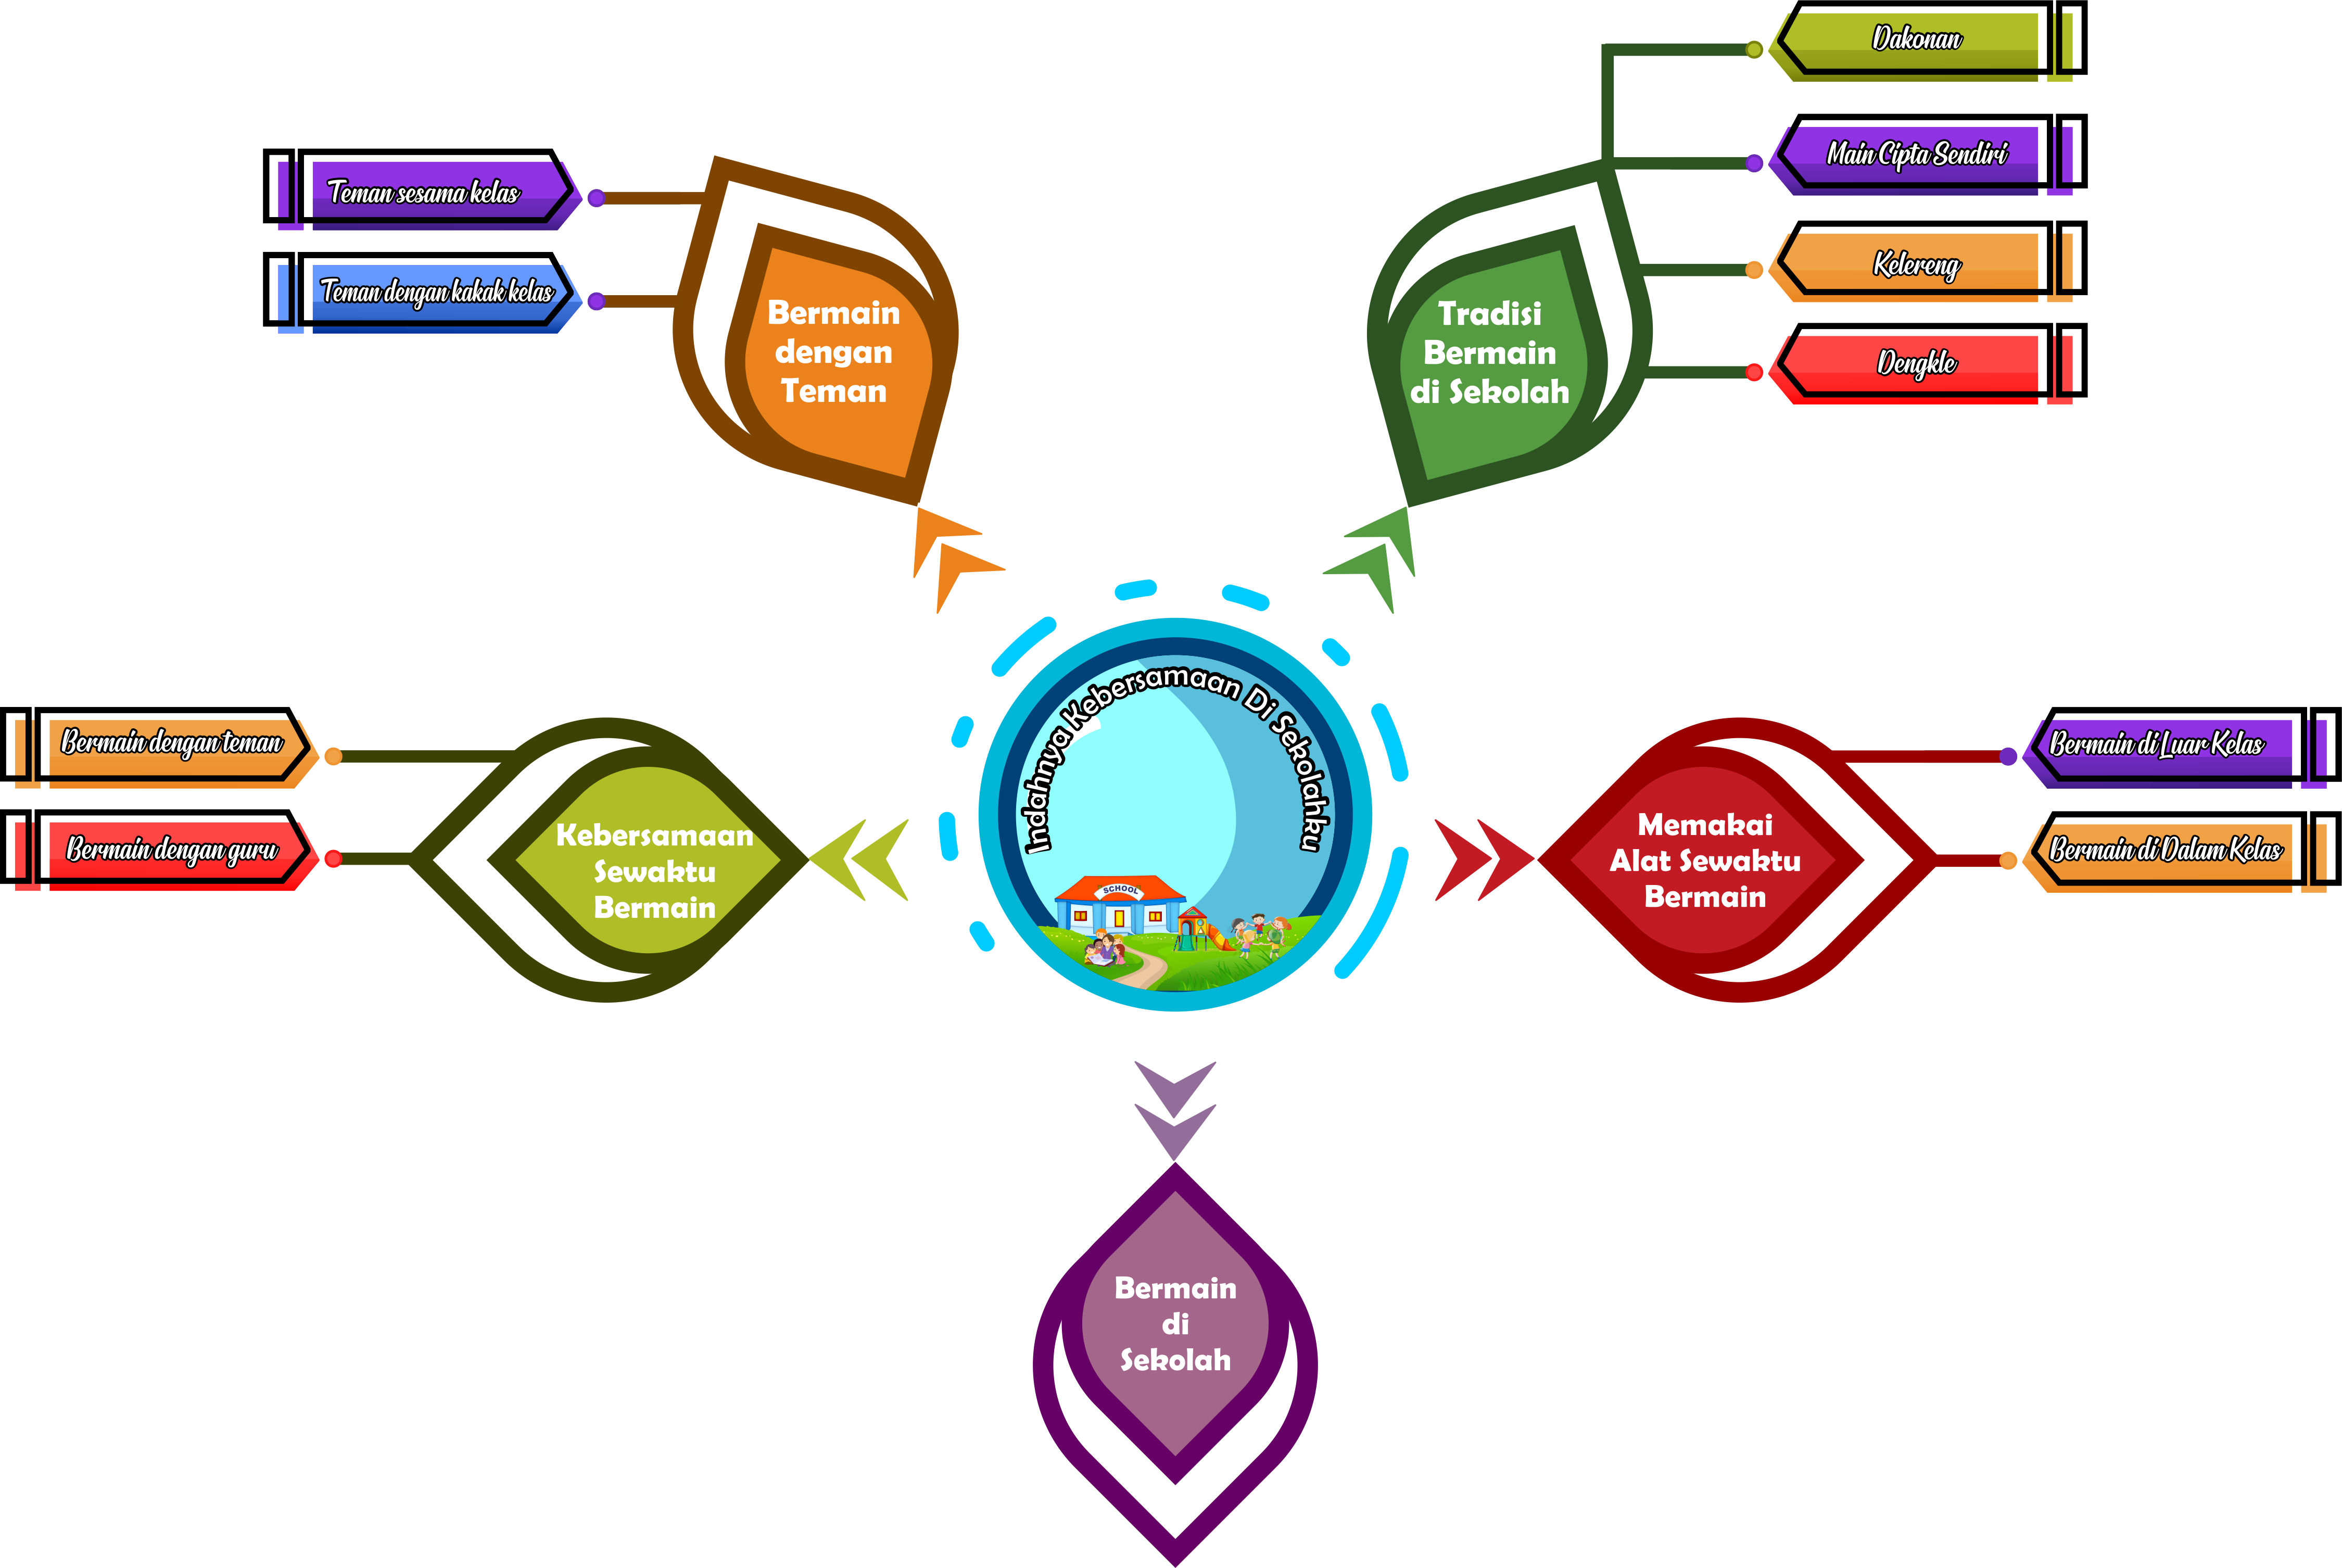 Dakonan
Main Cipta Sendiri
Kelereng
Dengkle
Tradisi
Bermain
di Sekolah
Teman sesama kelas
Teman dengan kakak kelas
Bermain
dengan
Teman
Indahnya Kebersamaan Di Sekolahku
SCHOOL
Bermain dengan teman
Bermain dengan guru
Kebersamaan
Sewaktu
Bermain
Memakai
Alat Sewaktu
Bermain
Bermain di Luar Kelas
Bermain di Dalam Kelas
Bermain
di
Sekolah